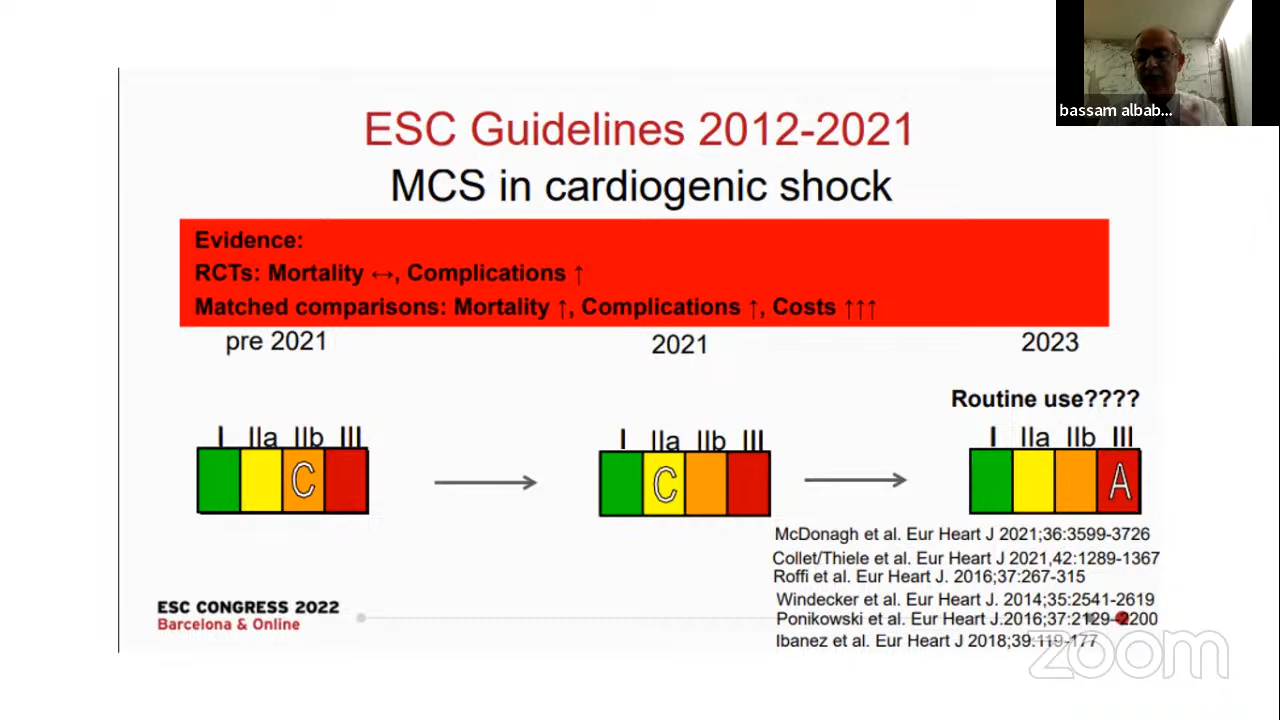 bassam albab...
ESC Guidelines 2012-2021
MCS in cardiogenic shock
Evidence:
RCTs: Mortality ↔, Complications ↑
Matched comparisons: Mortality ↑, Complications ↑, Costs ↑↑↑
pre 2021
2021
2023
Routine use????
I IIa IIb III
C
I IIa IIb III
C
I IIa IIb III
A
McDonagh et al. Eur Heart J 2021;36:3599-3726
Collet/Thiele et al. Eur Heart J 2021,42:1289-1367
Roffi et al. Eur Heart J. 2016;37:267-315
Windecker et al. Eur Heart J. 2014;35:2541-2619
Ponikowski et al. Eur Heart J.2016;37:2129–2200
Ibanez et al. Eur Heart J 2018;39:119-177
ESC CONGRESS 2022
Barcelona & Online
zoom